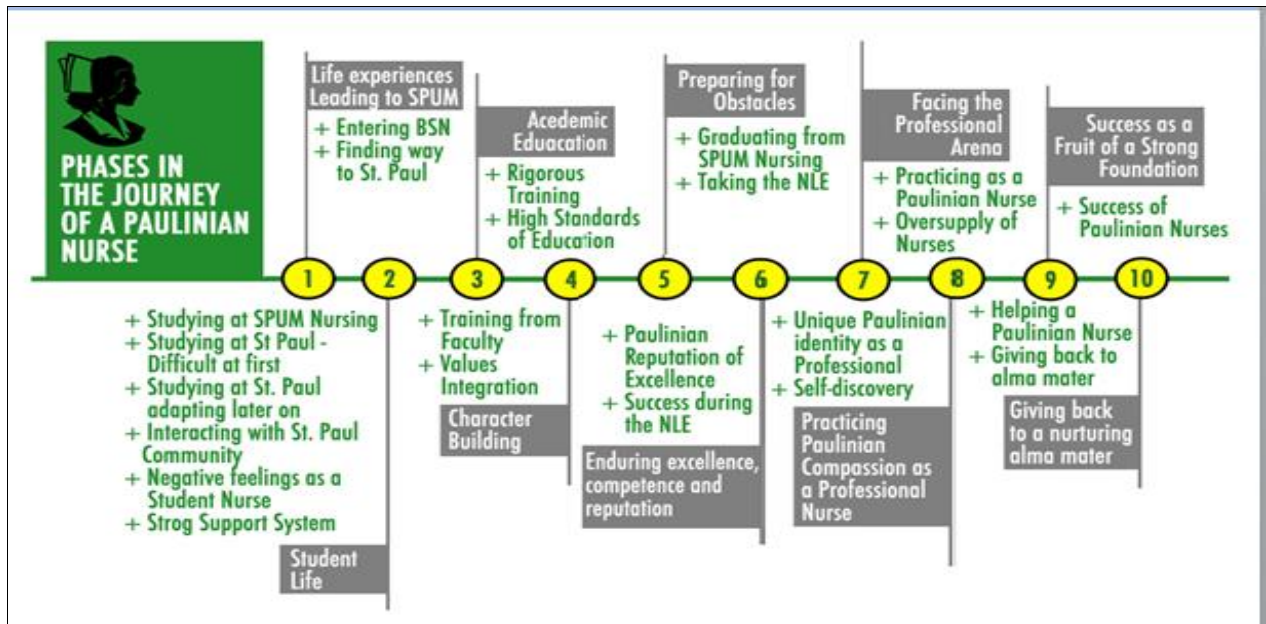 PHASES IN
THE JOURNEY
OF A PAULINIAN
NURSE
Life experiences
Leading to SPUM
+ Entering BSN
+ Finding way
to St. Paul
1
+ Studying at SPUM Nursing
+ Studying at St Paul -
Difficult at first
+ Studying at St. Paul
adapting later on
+ Interacting with St. Paul
Community
+ Negative feelings as a
Student Nurse
+ Strog Support System
Student
Life
2
Acedemic
Eduacation
+ Rigorous
Training
+ High Standards
of Education
3
+ Training from
Faculty
+ Values
Integration
Character
Building
4
Preparing for
Obstacles
+ Graduating from
SPUM Nursing
+ Taking the NLE
5
+ Paulinian
Reputation of
Excellence
+ Success during
the NLE
Enduring excellence,
competence and
reputation
6
Facing the
Professional
Arena
+ Practicing as a
Paulinian Nurse
+ Oversupply of
Nurses
7
+ Unique Paulinian
identity as a
Professional
+ Self-discovery
Practicing
Paulinian
Compassion as
a Professional
Nurse
8
Success as a
Fruit of a Strong
Foundation
+ Success of
Paulinian Nurses
9
+ Helping a
Paulinian Nurse
+ Giving back to
alma mater
Giving back
to a nurturing
alma mater
10